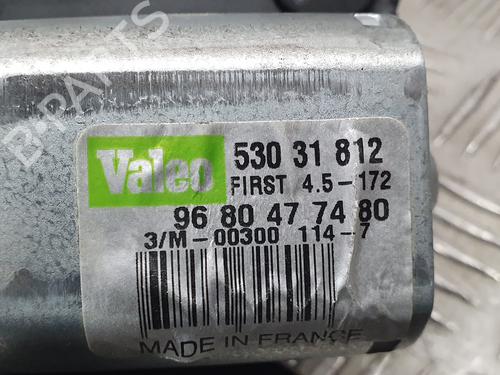 B-PARTS
Valeo 530 31 812
FIRST 4.5-172
96 80 47 74 80
3/M-00300 114-7
MADE IN FRANCE